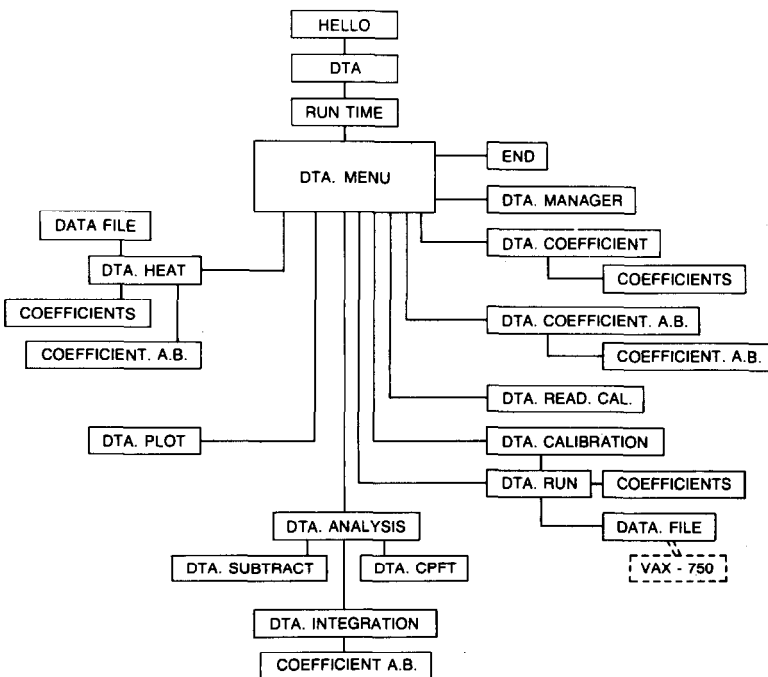 HELLO
DTA
RUN TIME
DTA. MENU
END
DTA. MANAGER
DATA FILE
DTA. COEFFICIENT
DTA. HEAT
COEFFICIENTS
COEFFICIENTS
DTA. COEFFICIENT. A.B.
COEFFICIENT. A.B.
COEFFICIENT. A.B.
DTA. READ. CAL.
DTA. PLOT
DTA. CALIBRATION
DTA. RUN
COEFFICIENTS
DTA. ANALYSIS
DATA. FILE
DTA. SUBTRACT
DTA. CPFT
VAX - 750
DTA. INTEGRATION
COEFFICIENT A.B.